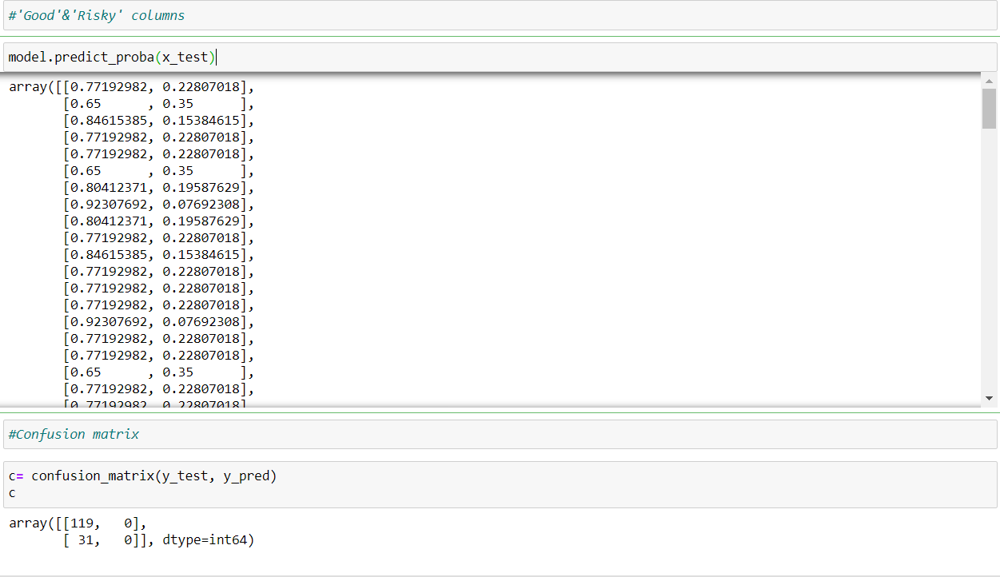 #'Good'&'Risky' columns
model.predict_proba(x_test)
array([[0.77192982, 0.22807018],
       [0.65      , 0.35      ],
       [0.84615385, 0.15384615],
       [0.77192982, 0.22807018],
       [0.77192982, 0.22807018],
       [0.65      , 0.35      ],
       [0.80412371, 0.19587629],
       [0.92307692, 0.07692308],
       [0.80412371, 0.19587629],
       [0.77192982, 0.22807018],
       [0.84615385, 0.15384615],
       [0.77192982, 0.22807018],
       [0.77192982, 0.22807018],
       [0.77192982, 0.22807018],
       [0.92307692, 0.07692308],
       [0.77192982, 0.22807018],
       [0.77192982, 0.22807018],
       [0.65      , 0.35      ],
       [0.77192982, 0.22807018],
       [0.77192982, 0.22807018]
#Confusion matrix
c= confusion_matrix(y_test, y_pred)
c
array([[119,   0],
       [ 31,   0]], dtype=int64)